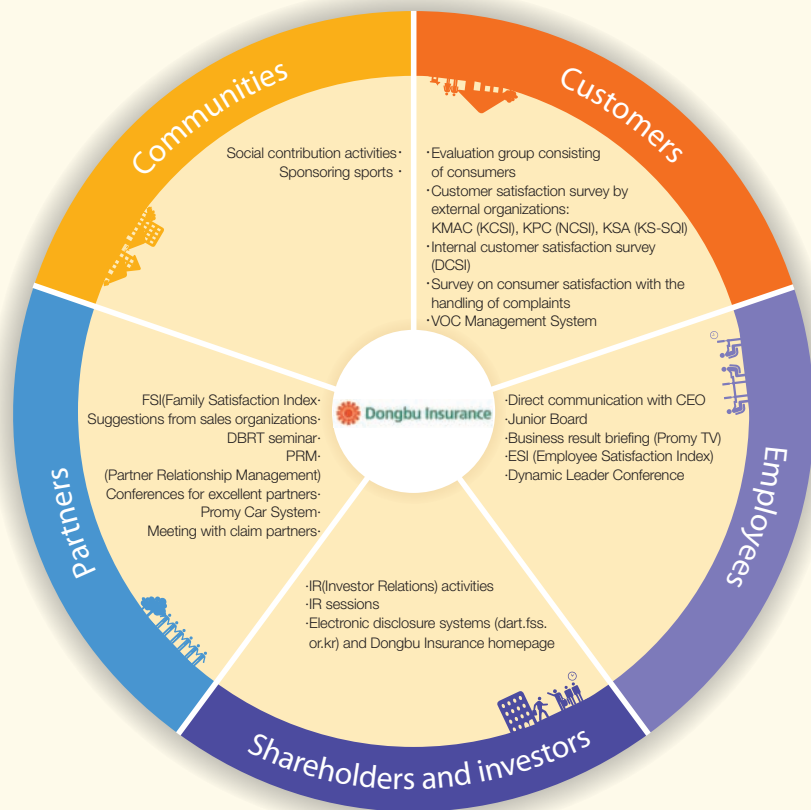 Communities
Social contribution activities·
Sponsoring sports ·
Customers
·Evaluation group consisting
of consumers
·Customer satisfaction survey by
external organizations:
KMAC (KCSI), KPC (NCSI), KSA (KS-SQI)
·Internal customer satisfaction survey
(DCSI)
·Survey on consumer satisfaction with the
handling of complaints
·VOC Management System
Dongbu Insurance
Partners
FSI(Family Satisfaction Index·
Suggestions from sales organizations·
DBRT seminar·
PRM·
(Partner Relationship Management)
Conferences for excellent partners·
Promy Car System·
Meeting with claim partners·
Employees
·Direct communication with CEO
·Junior Board
·Business result briefing (Promy TV)
·ESI (Employee Satisfaction Index)
·Dynamic Leader Conference
·IR(Investor Relations) activities
·IR sessions
·Electronic disclosure systems (dart.fss.
or.kr) and Dongbu Insurance homepage
Shareholders and investors